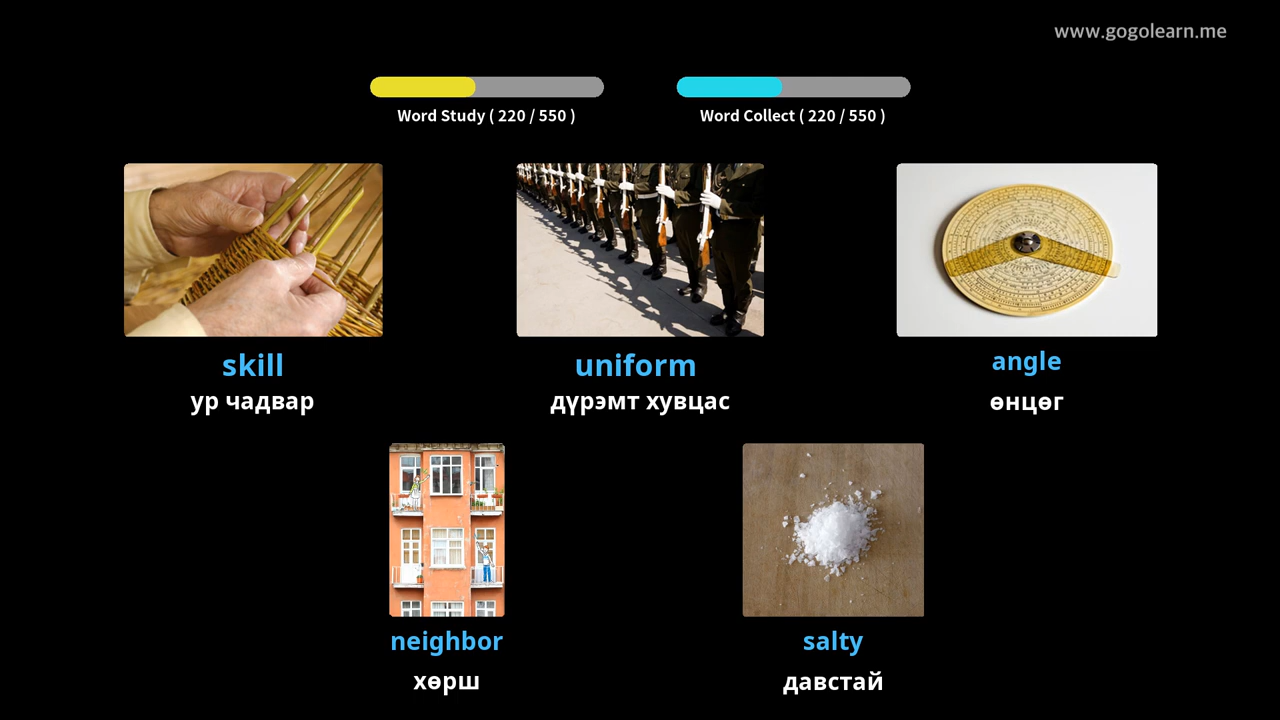 www.gogolearn.me
Word Study ( 220 / 550 )
Word Collect ( 220 / 550 )
skill
ур чадвар
uniform
дүрэмт хувцас
angle
өнцөг
neighbor
хөрш
salty
давстай